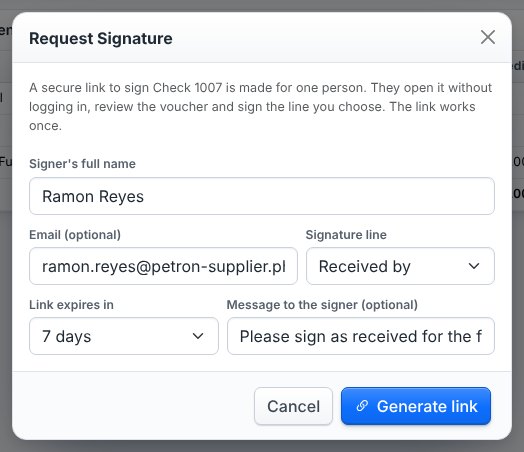 Request Signature
A secure link to sign Check 1007 is made for one person. They open it without
logging in, review the voucher and sign the line you choose. The link works
once.
Signer's full name
Ramon Reyes
Email (optional)
Signature line
ramon.reyes@petron-supplier.pl
Received by
Link expires in
Message to the signer (optional)
7 days
Please sign as received for the f
Cancel
Generate link